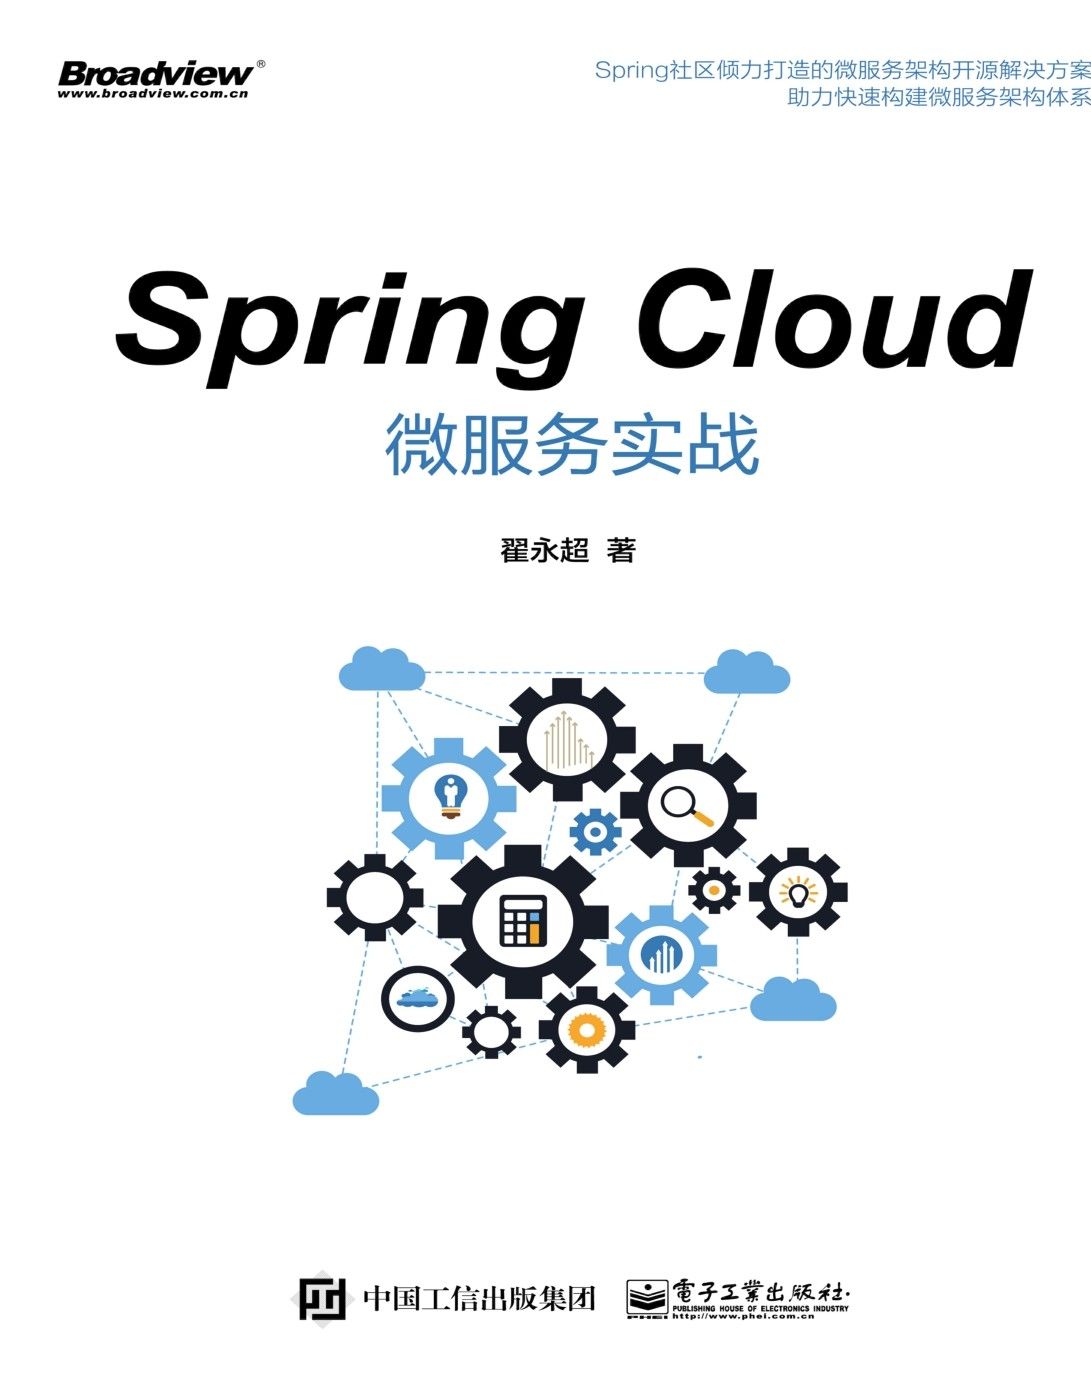 Broadview®
www.broadview.com.cn
Spring社区倾力打造的微服务架构开源解决方案
助力快速构建微服务架构体系
Spring Cloud
微服务实战
翟永超 著
中国工信出版集团
電子工業出版社·
PUBLISHING HOUSE OF ELECTRONICS INDUSTRY
PHEI http://www.phei.com.cn